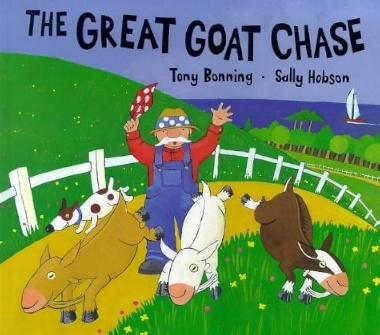 THE GREAT GOAT CHASE
Tony Bonning · Sally Hobson